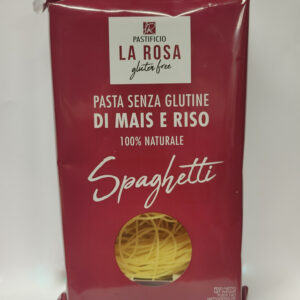 PASTIFICIO
LA ROSA
gluten free
PASTA SENZA GLUTINE
DI MAIS E RISO
100% NATURALE
Spaghetti